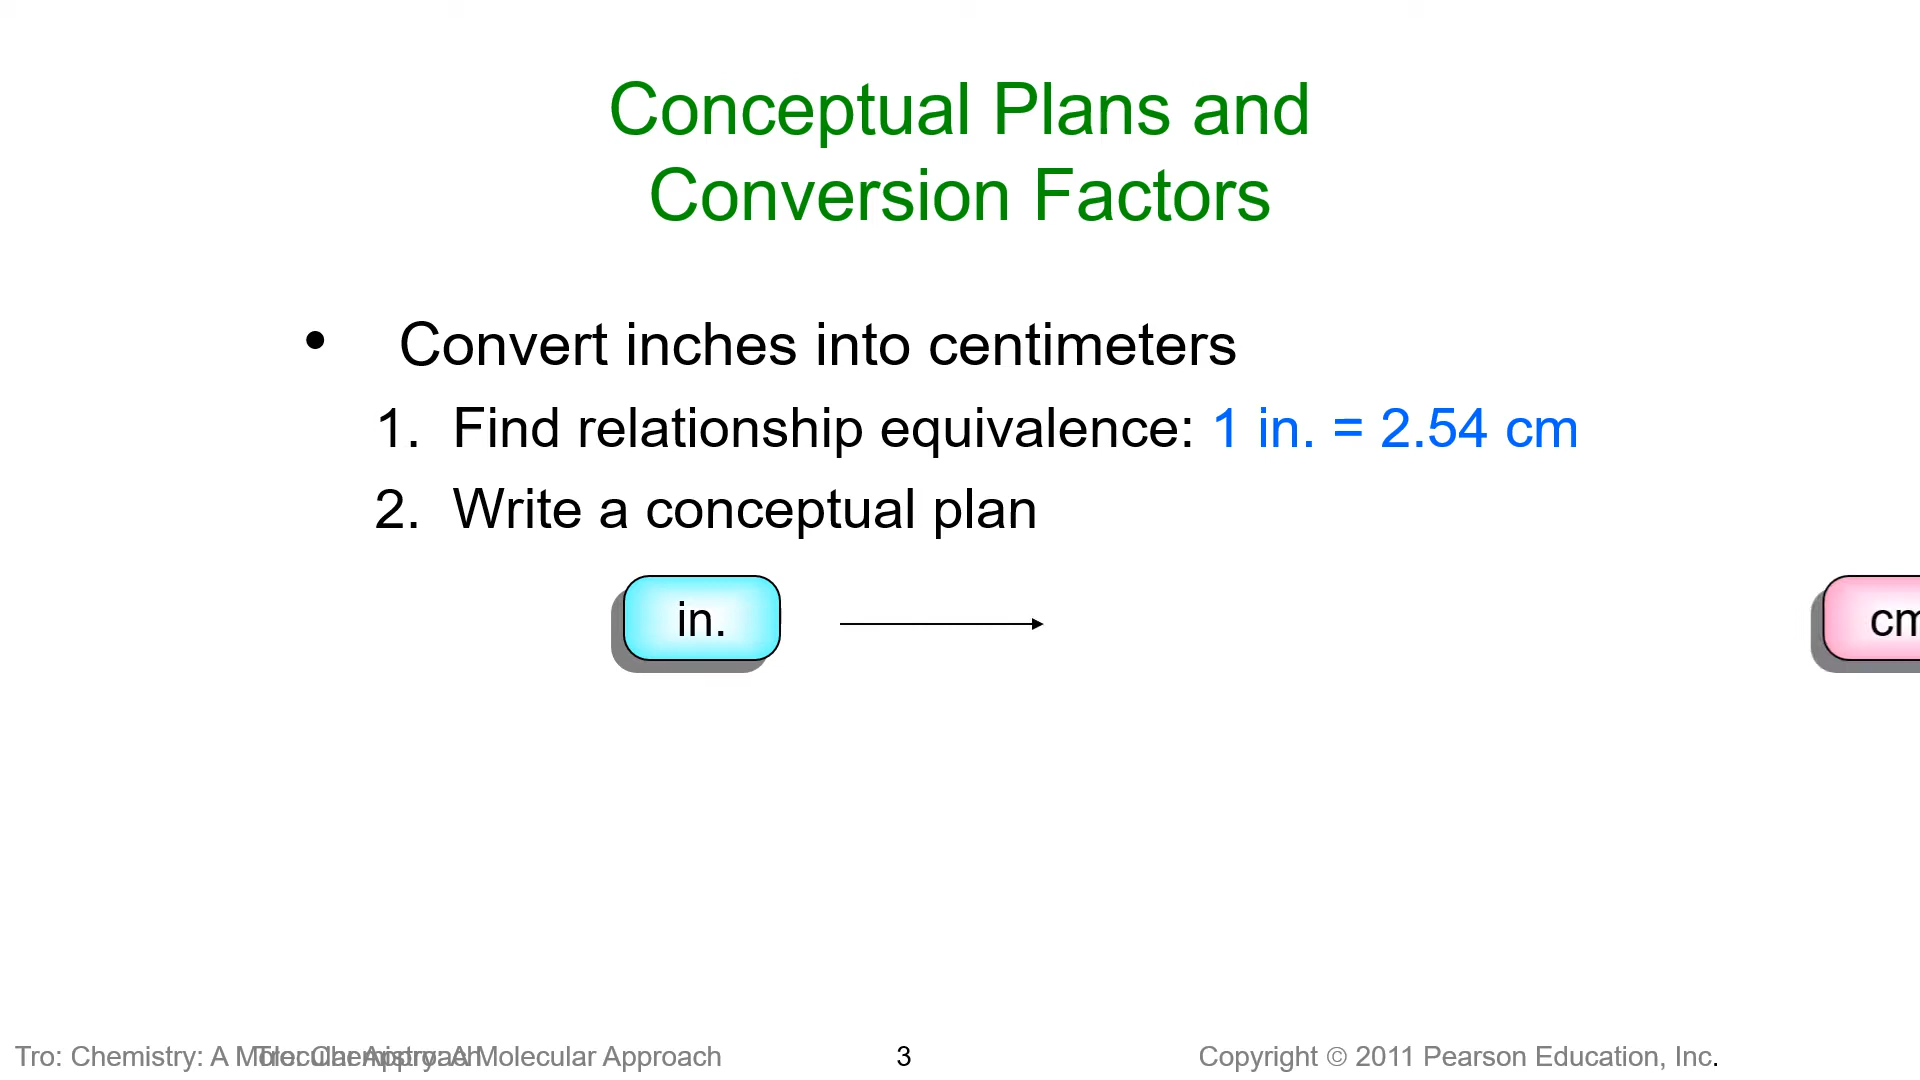 Conceptual Plans and
Conversion Factors
• Convert inches into centimeters
1. Find relationship equivalence: 1 in. = 2.54 cm
2. Write a conceptual plan
in.
cm
Tro: Chemistry: A Molecular Approach Tro: Chemistry: A Molecular Approach 3 Copyright © 2011 Pearson Education, Inc.